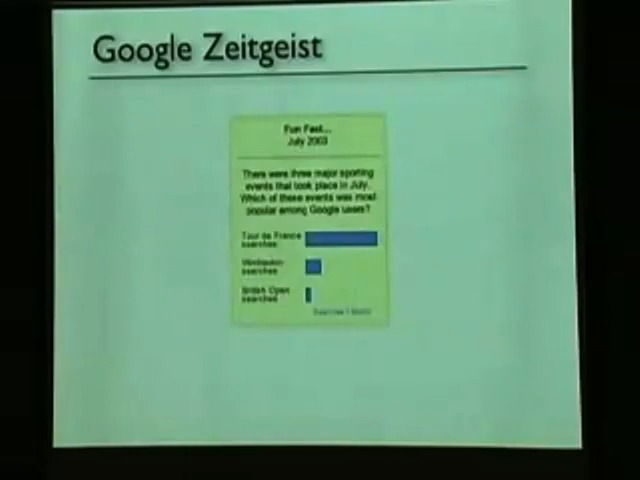 Google Zeitgeist
Fun Fact...
July 2003
There were three major sporting
events that took place in July.
Which of these events was most
popular among Google users?
Tour de France
searches
Wimbledon
searches
British Open
searches